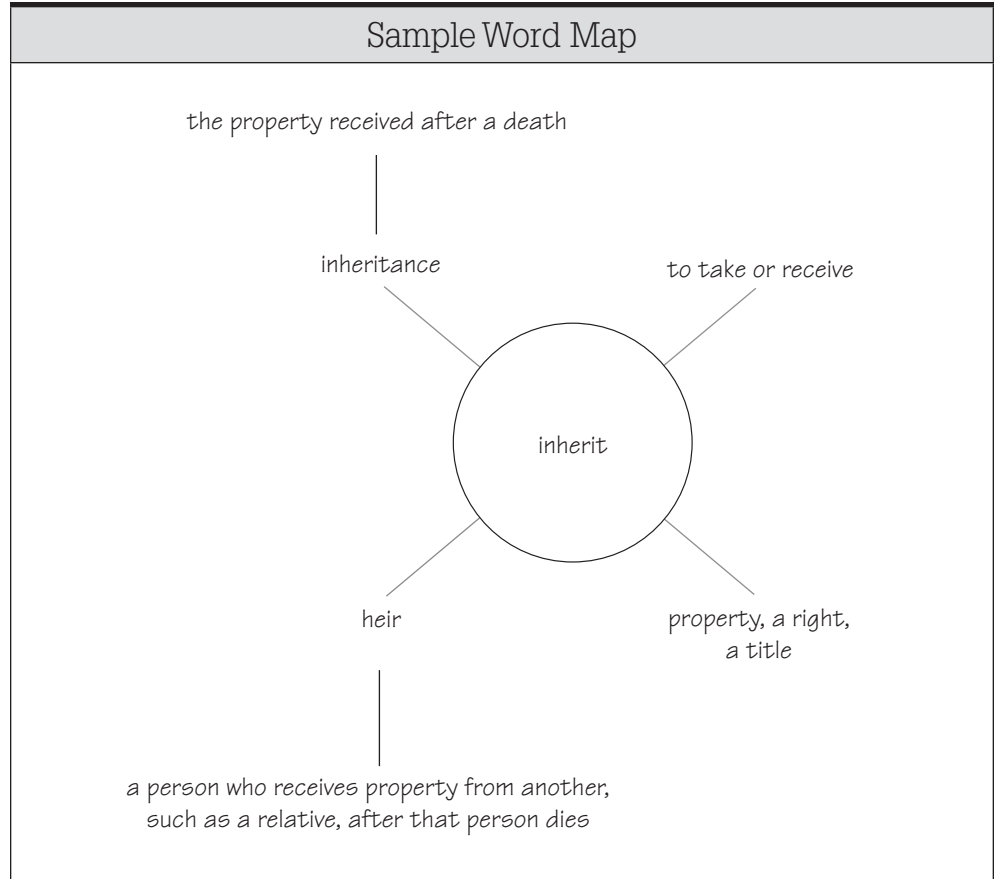 Sample Word Map
the property received after a death
inheritance
to take or receive
inherit
heir
property, a right,
a title
a person who receives property from another,
such as a relative, after that person dies